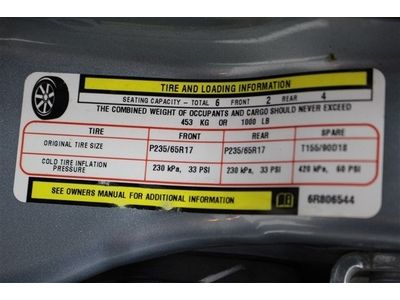 TIRE AND LOADING INFORMATION
SEATING CAPACITY - TOTAL 6 FRONT 2 REAR 4
THE COMBINED WEIGHT OF OCCUPANTS AND CARGO SHOULD NEVER EXCEED
453 KG OR 1000 LB
TIRE FRONT REAR SPARE
ORIGINAL TIRE SIZE P235/65R17 P235/65R17 T155/90D18
COLD TIRE INFLATION PRESSURE 230 kPa, 33 PSI 230 kPa, 33 PSI 420 kPa, 60 PSI
SEE OWNERS MANUAL FOR ADDITIONAL INFORMATION 6R806544